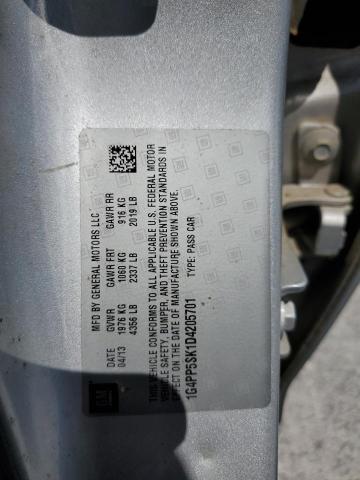 GM
MFD BY GENERAL MOTORS LLC
DATE GVWR GAWR FRT GAWR RR
04/13 1976 KG 1060 KG 916 KG
4356 LB 2337 LB 2019 LB
THIS VEHICLE CONFORMS TO ALL APPLICABLE U.S. FEDERAL MOTOR
VEHICLE SAFETY, BUMPER, AND THEFT PREVENTION STANDARDS IN
EFFECT ON THE DATE OF MANUFACTURE SHOWN ABOVE.
1G4PP5SK1D4205701 TYPE: PASS CAR